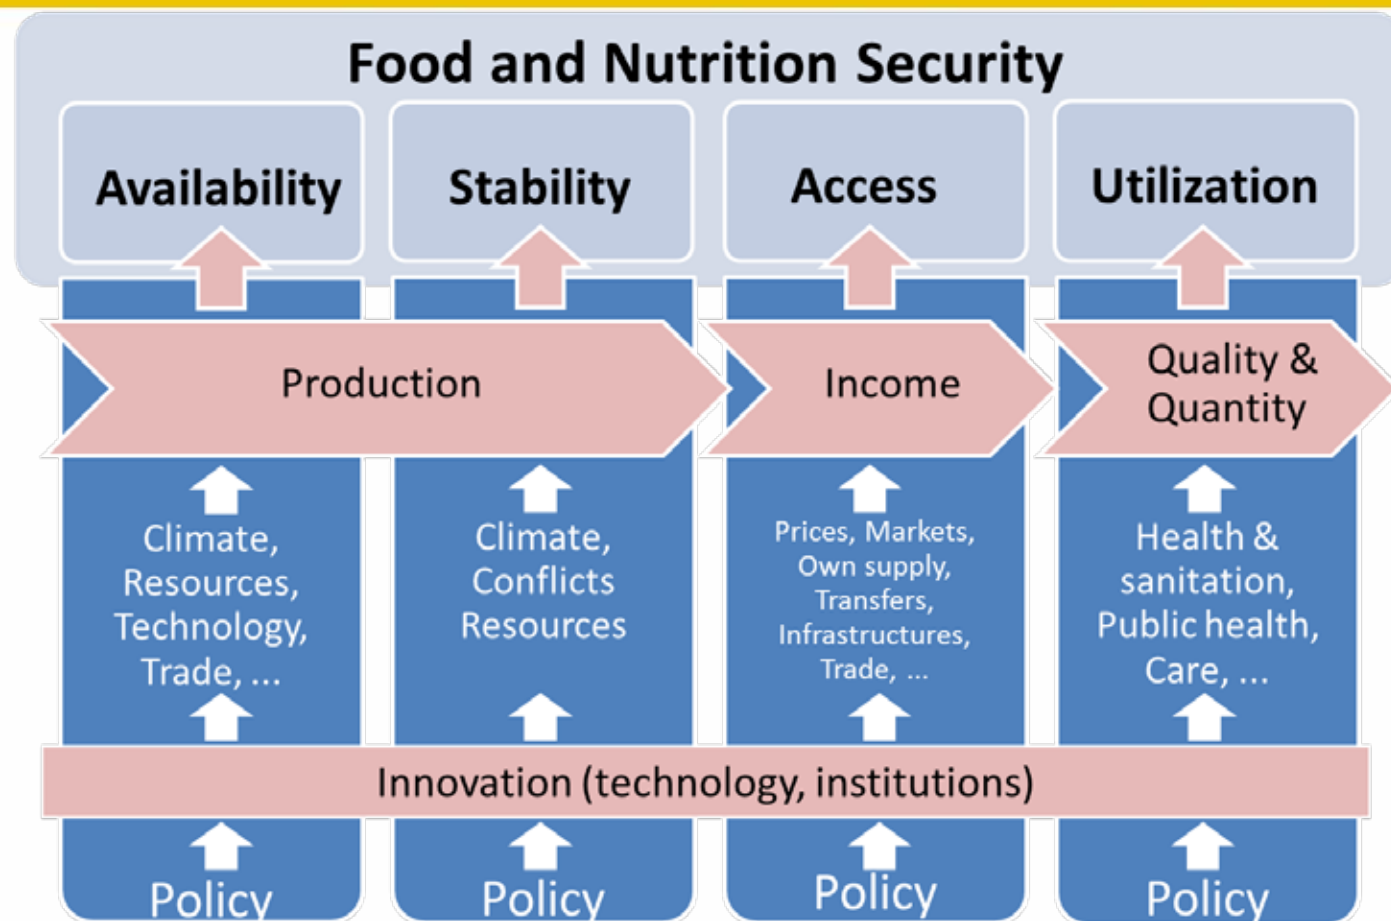 Food and Nutrition Security
Availability
Stability
Access
Utilization
Production
Income
Quality &
Quantity
Climate,
Resources,
Technology,
Trade, ...
Climate,
Conflicts
Resources
Prices, Markets,
Own supply,
Transfers,
Infrastructures,
Trade, ...
Health &
sanitation,
Public health,
Care, ...
Innovation (technology, institutions)
Policy
Policy
Policy
Policy